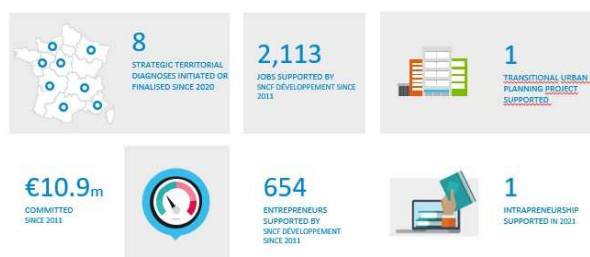 8
STRATEGIC TERRITORIAL
DIAGNOSES INITIATED OR
FINALISED SINCE 2020
2,113
JOBS SUPPORTED BY
SNCF DÉVELOPPEMENT SINCE
2011
1
TRANSITIONAL URBAN
PLANNING PROJECT
SUPPORTED
€10.9m
COMMITTED
SINCE 2011
654
ENTREPRENEURS
SUPPORTED BY
SNCF DÉVELOPPEMENT
SINCE 2011
1
INTRAPRENEURSHIP
SUPPORTED IN 2021